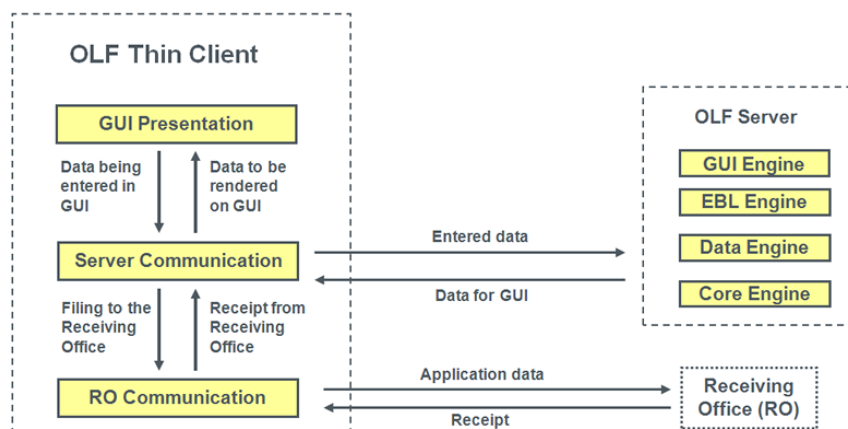 OLF Thin Client
GUI Presentation
Data being
entered in
GUI
Data to be
rendered
on GUI
Server Communication
Filing to the
Receiving
Office
Receipt from
Receiving
Office
RO Communication
Entered data
Data for GUI
Application data
Receipt
OLF Server
GUI Engine
EBL Engine
Data Engine
Core Engine
Receiving
Office (RO)